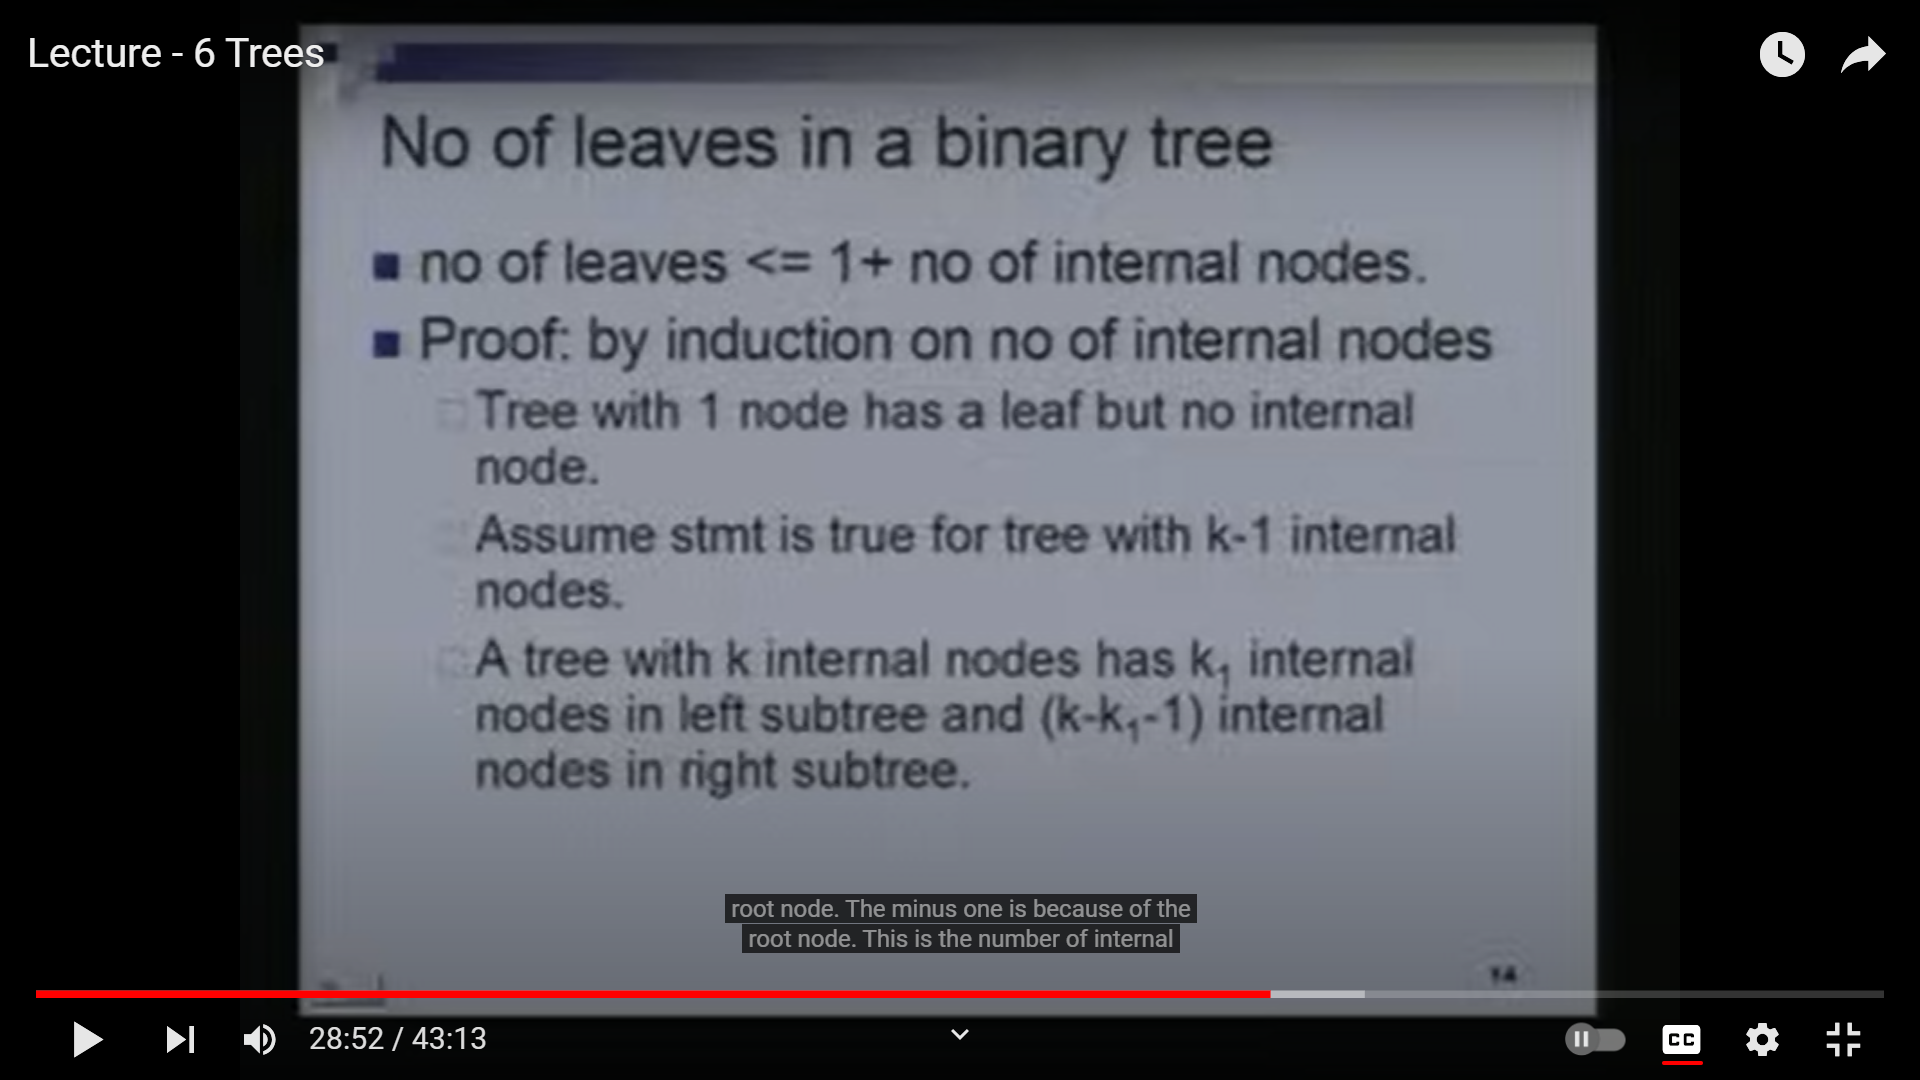 Lecture - 6 Trees
No of leaves in a binary tree
no of leaves <= 1+ no of internal nodes.
Proof: by induction on no of internal nodes
Tree with 1 node has a leaf but no internal
node.
Assume stmt is true for tree with k-1 internal
nodes.
A tree with k internal nodes has k₁ internal
nodes in left subtree and (k-k₁-1) internal
nodes in right subtree.
root node. The minus one is because of the
root node. This is the number of internal
14
28:52 / 43:13
CC